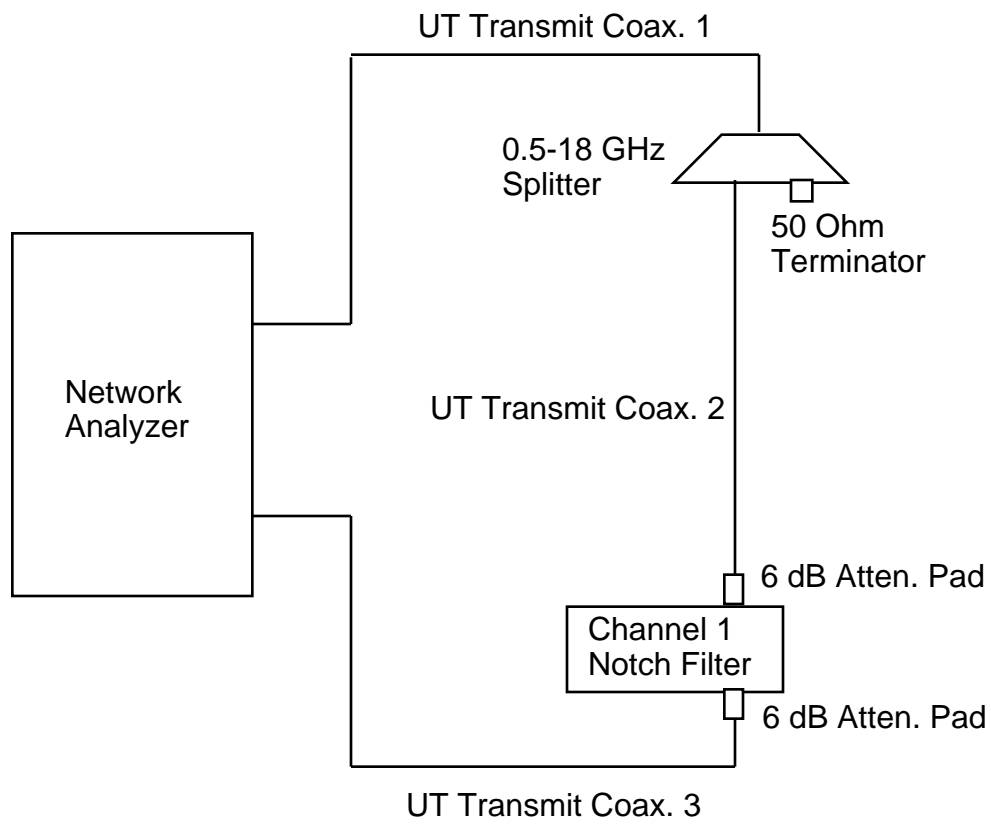 UT Transmit Coax. 1
0.5-18 GHz
Splitter
50 Ohm
Terminator
Network
Analyzer
UT Transmit Coax. 2
6 dB Atten. Pad
Channel 1
Notch Filter
6 dB Atten. Pad
UT Transmit Coax. 3